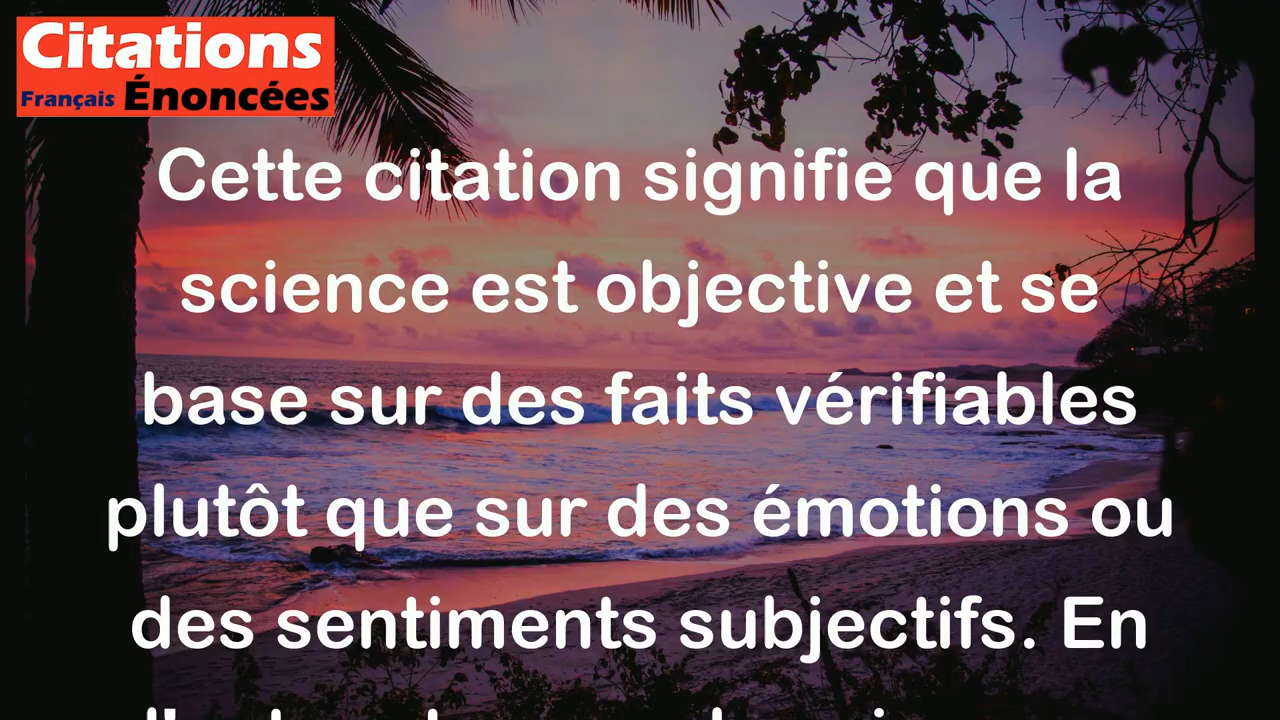 Citations
Français Énoncées
Cette citation signifie que la
science est objective et se
base sur des faits vérifiables
plutôt que sur des émotions ou
des sentiments subjectifs. En